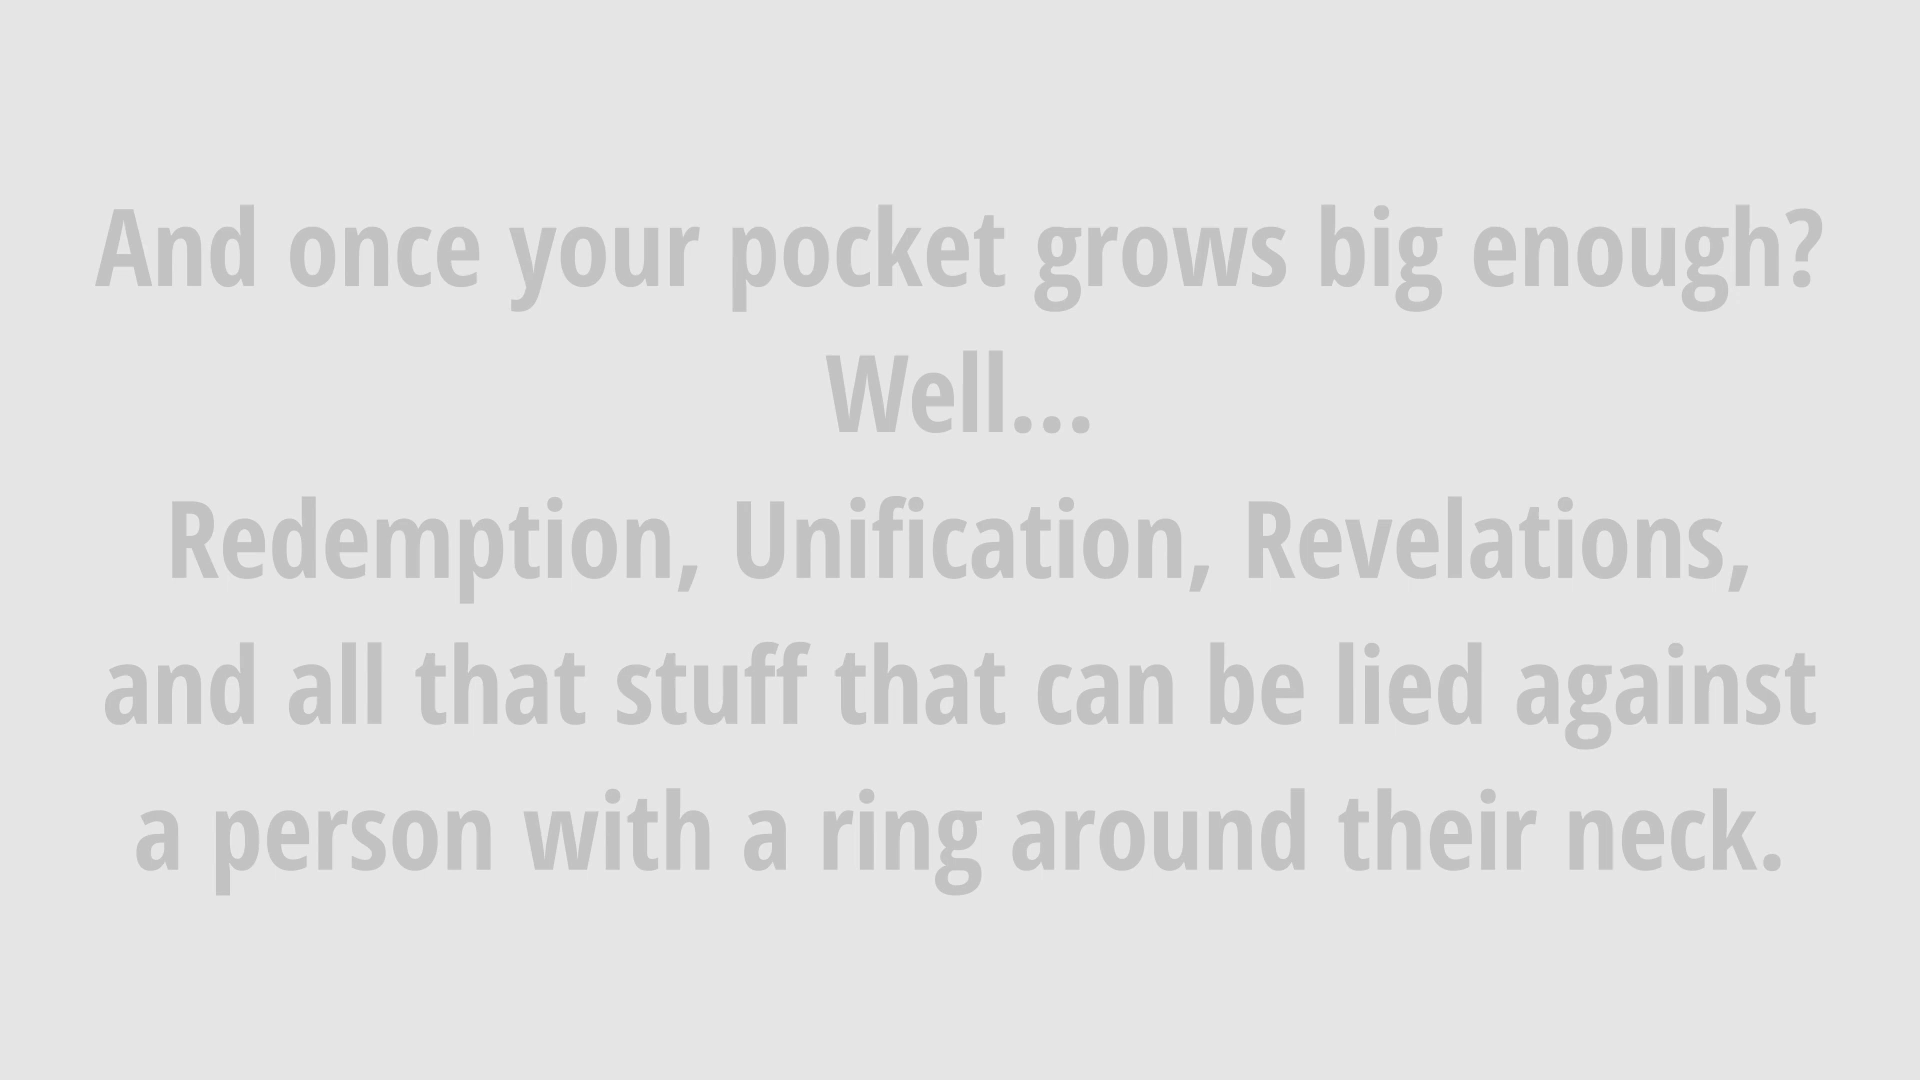 And once your pocket grows big enough?
Well...
Redemption, Unification, Revelations,
and all that stuff that can be lied against
a person with a ring around their neck.